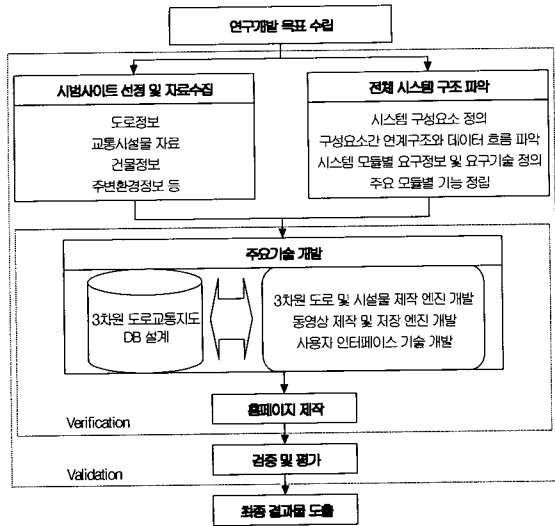 연구개발 목표 수립
시범사이트 선정 및 자료수집
도로정보
교통시설물 자료
건물정보
주변환경정보 등
전체 시스템 구조 파악
시스템 구성요소 정의
구성요소간 연계구조와 데이터 흐름 파악
시스템 모듈별 요구정보 및 요구기술 정의
주요 모듈별 기능 정립
주요기술 개발
3차원 도로교통지도
DB 설계
3차원 도로 및 시설물 제작 엔진 개발
동영상 제작 및 저장 엔진 개발
사용자 인터페이스 기술 개발
홈페이지 제작
Verification
검증 및 평가
Validation
최종 결과물 도출